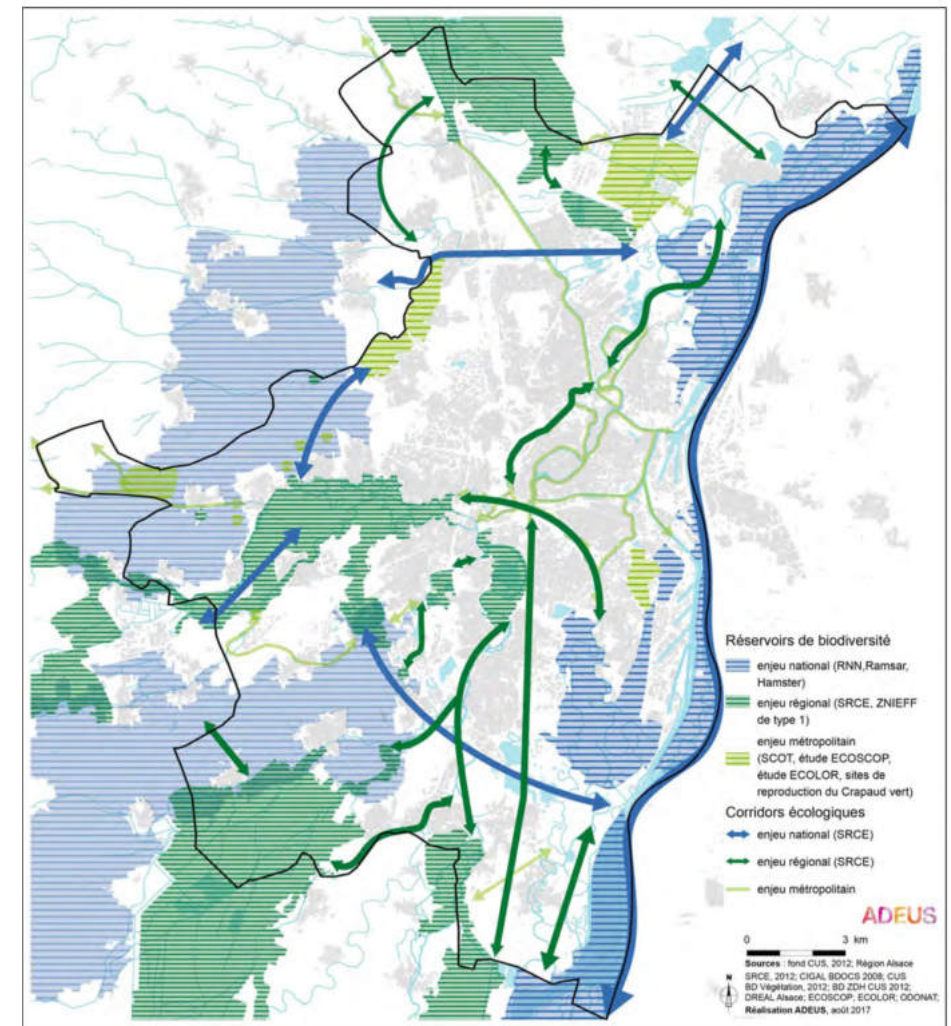 Réservoirs de biodiversité
enjeu national (RNN,Ramsar,
Hamster)
enjeu régional (SRCE, ZNIEFF
de type 1)
enjeu métropolitain
(SCOT, étude ECOSCOP,
étude ECOLOR, sites de
reproduction du Crapaud vert)
Corridors écologiques
enjeu national (SRCE)
enjeu régional (SRCE)
enjeu métropolitain
ADEUS
0 3 km
Sources : fond CUS, 2012; Région Alsace
SRCE, 2012; CIGAL BDOCS 2008; CUS
BD Végétation, 2012; BD ZDH CUS 2012;
DREAL Alsace; ECOSCOP; ECOLOR; ODONAT;
Réalisation ADEUS, août 2017
N